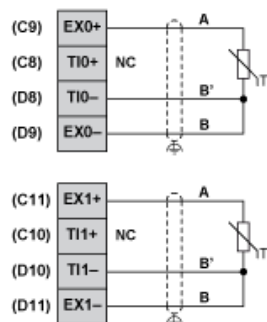 (C9) EX0+ A
(C8) TI0+ NC
(D8) TI0– B'
(D9) EX0– B
(C11) EX1+ A
(C10) TI1+ NC
(D10) TI1– B'
(D11) EX1– B